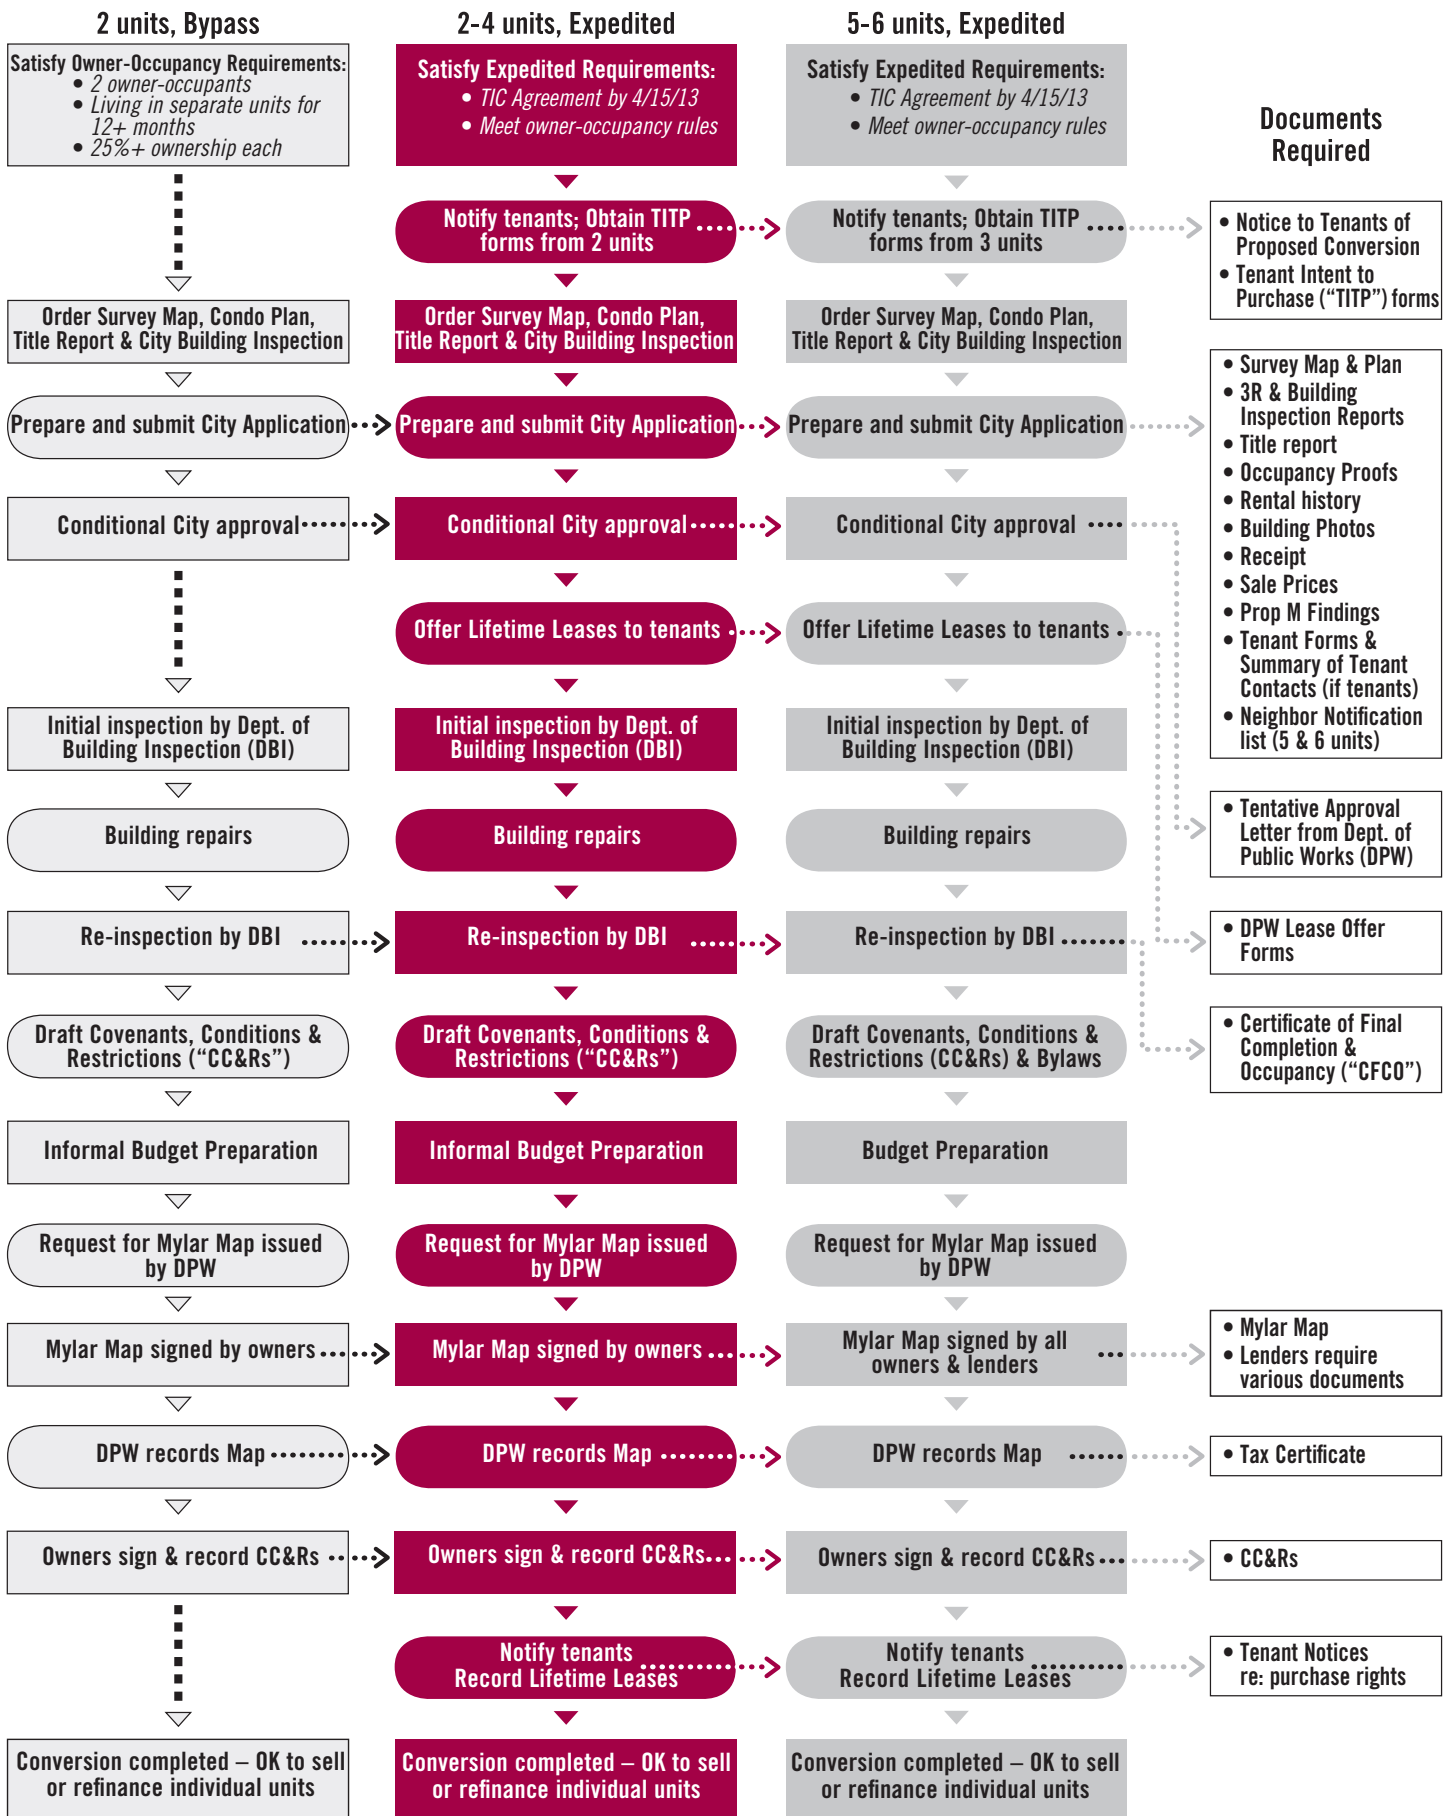 2 units, Bypass
Satisfy Owner-Occupancy Requirements:
• 2 owner-occupants
• Living in separate units for
12+ months
• 25%+ ownership each
Order Survey Map, Condo Plan,
Title Report & City Building Inspection
Prepare and submit City Application
Conditional City approval
Initial inspection by Dept. of
Building Inspection (DBI)
Building repairs
Re-inspection by DBI
Draft Covenants, Conditions &
Restrictions (“CC&Rs”)
Informal Budget Preparation
Request for Mylar Map issued
by DPW
Mylar Map signed by owners
DPW records Map
Owners sign & record CC&Rs
Conversion completed – OK to sell
or refinance individual units
2-4 units, Expedited
Satisfy Expedited Requirements:
• TIC Agreement by 4/15/13
• Meet owner-occupancy rules
Notify tenants; Obtain TITP
forms from 2 units
Order Survey Map, Condo Plan,
Title Report & City Building Inspection
Prepare and submit City Application
Conditional City approval
Offer Lifetime Leases to tenants
Initial inspection by Dept. of
Building Inspection (DBI)
Building repairs
Re-inspection by DBI
Draft Covenants, Conditions &
Restrictions (“CC&Rs”)
Informal Budget Preparation
Request for Mylar Map issued
by DPW
Mylar Map signed by owners
DPW records Map
Owners sign & record CC&Rs
Notify tenants
Record Lifetime Leases
Conversion completed – OK to sell
or refinance individual units
5-6 units, Expedited
Satisfy Expedited Requirements:
• TIC Agreement by 4/15/13
• Meet owner-occupancy rules
Notify tenants; Obtain TITP
forms from 3 units
Order Survey Map, Condo Plan,
Title Report & City Building Inspection
Prepare and submit City Application
Conditional City approval
Offer Lifetime Leases to tenants
Initial inspection by Dept. of
Building Inspection (DBI)
Building repairs
Re-inspection by DBI
Draft Covenants, Conditions &
Restrictions (CC&Rs) & Bylaws
Budget Preparation
Request for Mylar Map issued
by DPW
Mylar Map signed by all
owners & lenders
DPW records Map
Owners sign & record CC&Rs
Notify tenants
Record Lifetime Leases
Conversion completed – OK to sell
or refinance individual units
Documents
Required
• Notice to Tenants of
Proposed Conversion
• Tenant Intent to
Purchase (“TITP”) forms
• Survey Map & Plan
• 3R & Building
Inspection Reports
• Title report
• Occupancy Proofs
• Rental history
• Building Photos
• Receipt
• Sale Prices
• Prop M Findings
• Tenant Forms &
Summary of Tenant
Contacts (if tenants)
• Neighbor Notification
list (5 & 6 units)
• Tentative Approval
Letter from Dept. of
Public Works (DPW)
• DPW Lease Offer
Forms
• Certificate of Final
Completion &
Occupancy (“CFCO”)
• Mylar Map
• Lenders require
various documents
• Tax Certificate
• CC&Rs
• Tenant Notices
re: purchase rights